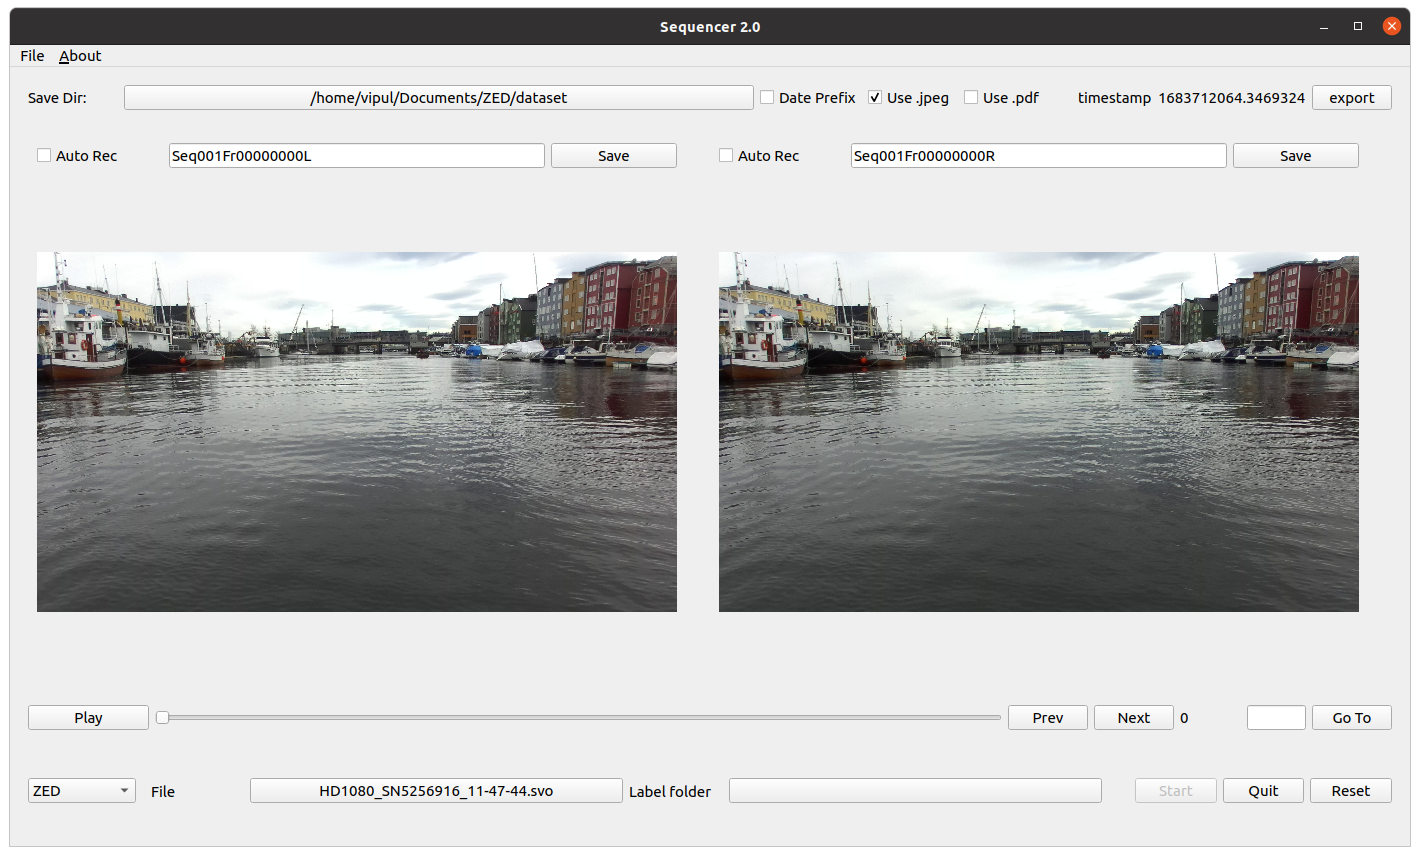 Sequencer 2.0
File About
Save Dir: /home/vipul/Documents/ZED/dataset Date Prefix Use .jpeg Use .pdf timestamp 1683712064.3469324 export
Auto Rec Seq001Fr00000000L Save Auto Rec Seq001Fr00000000R Save
Play Prev Next 0 Go To
ZED File HD1080_SN5256916_11-47-44.svo Label folder Start Quit Reset